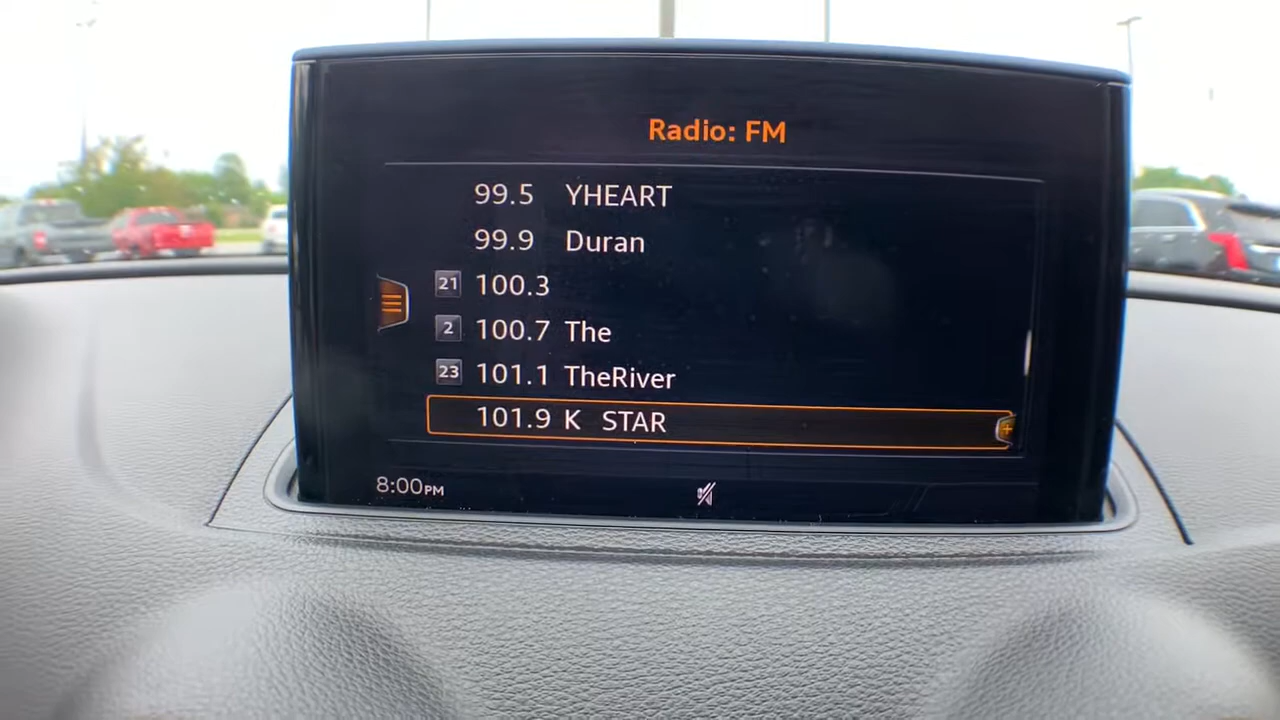 Radio: FM
99.5 YHEART
99.9 Duran
21 100.3
2 100.7 The
23 101.1 TheRiver
101.9 K STAR
8:00PM